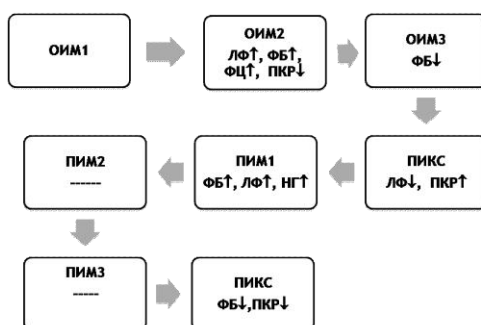 ОИМ1
ОИМ2
ЛФ↑, ФБ↑,
ФЦ↑, ПКР↓
ОИМ3
ФБ↓
ПИКС
ЛФ↓, ПКР↑
ПИМ1
ФБ↑, ЛФ↑, НГ↑
ПИМ2
------
ПИМ3
-----
ПИКС
ФБ↓,ПКР↓